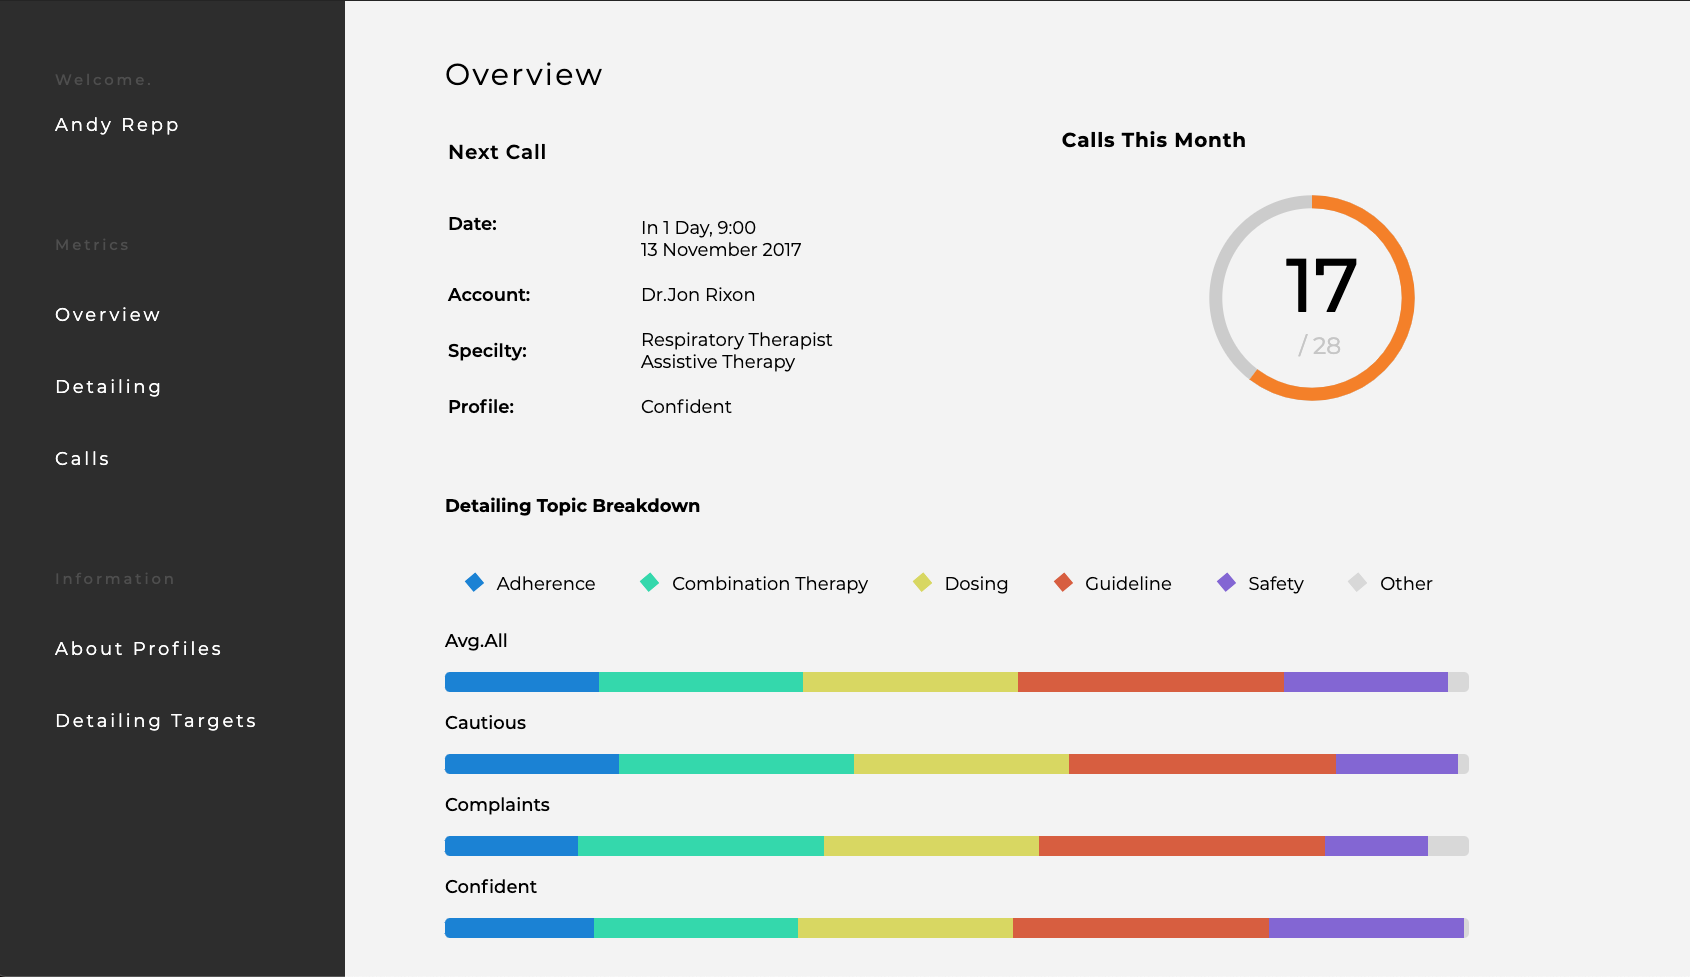 Welcome.
Andy Repp
Metrics
Overview
Detailing
Calls
Information
About Profiles
Detailing Targets
Overview
Next Call
Date:
In 1 Day, 9:00
13 November 2017
Account:
Dr.Jon Rixon
Specilty:
Respiratory Therapist
Assistive Therapy
Profile:
Confident
Calls This Month
17
/ 28
Detailing Topic Breakdown
Adherence Combination Therapy Dosing Guideline Safety Other
Avg.All
Cautious
Complaints
Confident